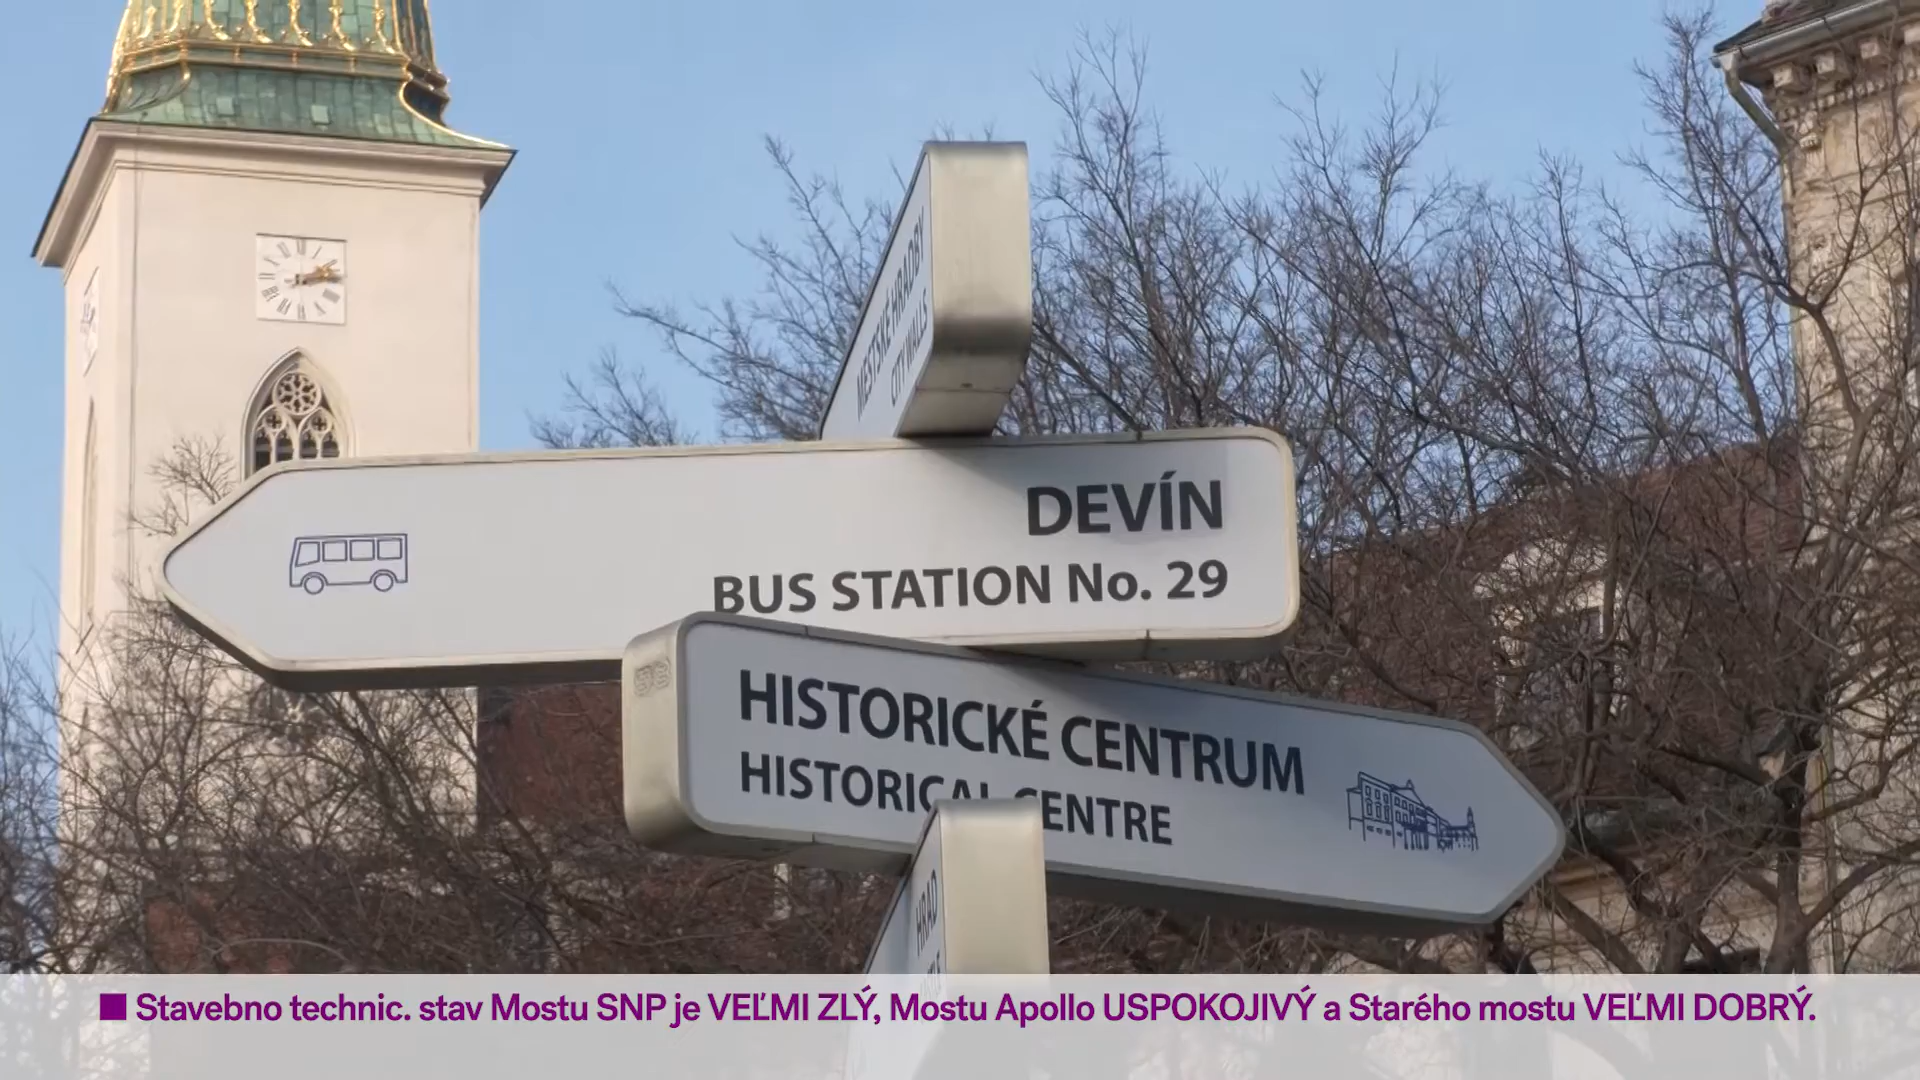 MESTSKÉ HRADBY
CITY WALLS
DEVÍN
BUS STATION No. 29
HISTORICKÉ CENTRUM
HISTORICAL CENTRE
HRAD
■ Stavebno technic. stav Mostu SNP je VEĽMI ZLÝ, Mostu Apollo USPOKOJIVÝ a Starého mostu VEĽMI DOBRÝ.